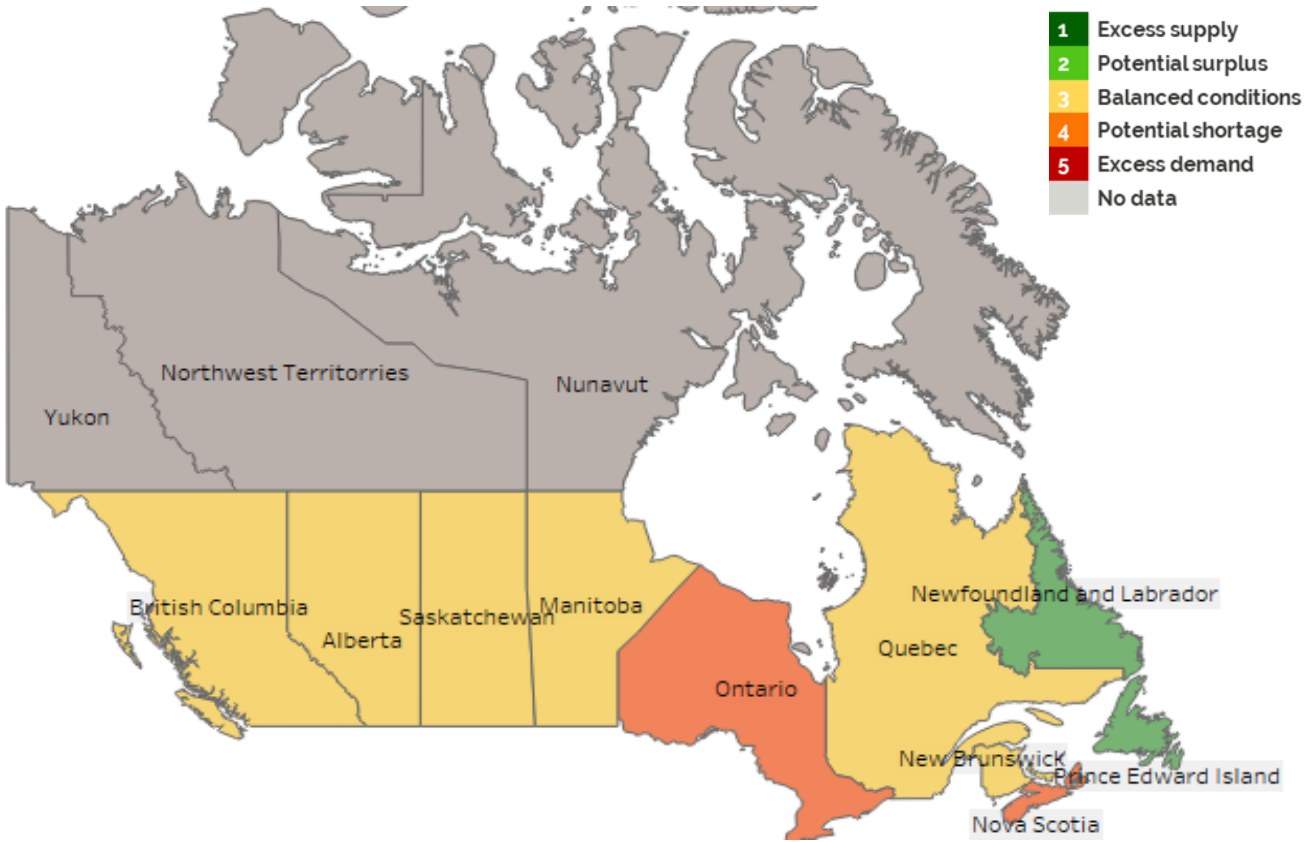 1 Excess supply
2 Potential surplus
3 Balanced conditions
4 Potential shortage
5 Excess demand
No data
Northwest Territorries
Nunavut
Yukon
Newfoundland and Labrador
British Columbia
Manitoba
Saskatchewan
Alberta
Quebec
Ontario
New Brunswick
Prince Edward Island
Nova Scotia